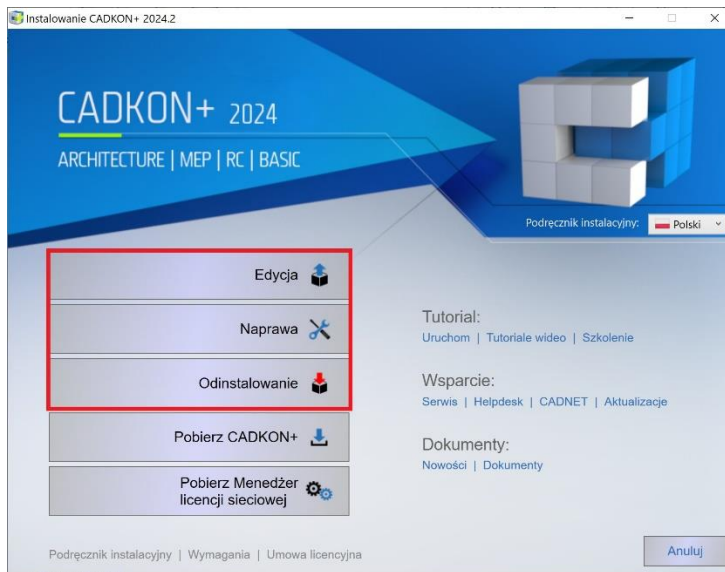 Instalowanie CADKON+ 2024.2
CADKON+ 2024
ARCHITECTURE | MEP | RC | BASIC
Podręcznik instalacyjny: Polski
Edycja
Naprawa
Odinstalowanie
Pobierz CADKON+
Pobierz Menedżer
licencji sieciowej
Tutorial:
Uruchom | Tutoriale wideo | Szkolenie
Wsparcie:
Serwis | Helpdesk | CADNET | Aktualizacje
Dokumenty:
Nowości | Dokumenty
Podręcznik instalacyjny | Wymagania | Umowa licencyjna
Anuluj